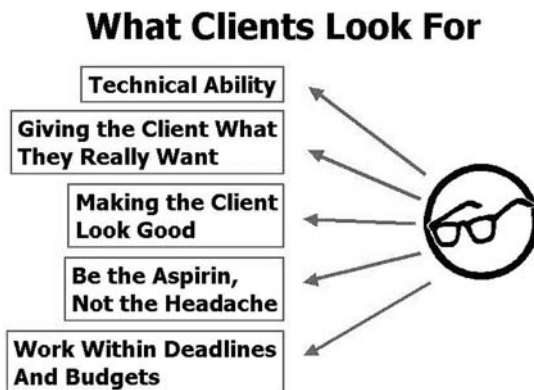 What Clients Look For
Technical Ability
Giving the Client What
They Really Want
Making the Client
Look Good
Be the Aspirin,
Not the Headache
Work Within Deadlines
And Budgets